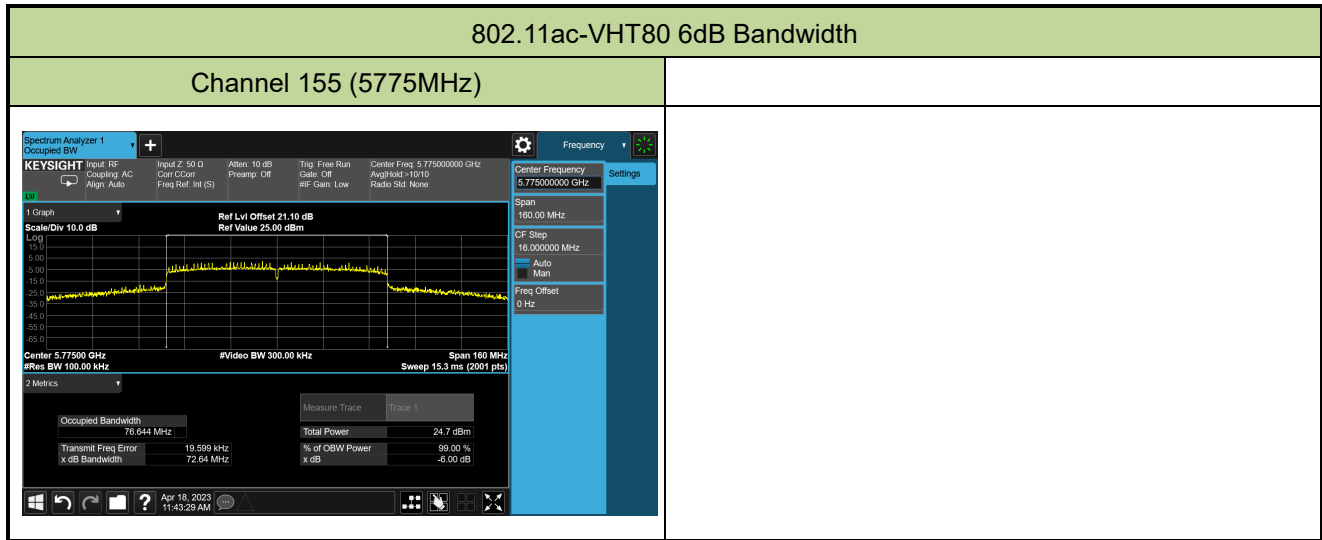 802.11ac-VHT80 6dB Bandwidth
Channel 155 (5775MHz)
Spectrum Analyzer 1
Occupied BW
Frequency
KEYSIGHT
Input: RF
Coupling: AC
Align: Auto
Input Z: 50 Ω
Corr CCorr
Freq Ref: Int (S)
Atten: 10 dB
Preamp: Off
Trig: Free Run
Gate: Off
#IF Gain: Low
Center Freq: 5.775000000 GHz
Avg|Hold:>10/10
Radio Std: None
LXI
Center Frequency
5.775000000 GHz
Settings
Span
160.00 MHz
CF Step
16.000000 MHz
Auto
Man
Freq Offset
0 Hz
1 Graph
Scale/Div 10.0 dB
Ref Lvl Offset 21.10 dB
Ref Value 25.00 dBm
Log
15.0
5.00
-5.00
-15.0
-25.0
-35.0
-45.0
-55.0
-65.0
Center 5.77500 GHz
#Res BW 100.00 kHz
#Video BW 300.00 kHz
Span 160 MHz
Sweep 15.3 ms (2001 pts)
2 Metrics
Measure Trace Trace 1
Occupied Bandwidth
76.644 MHz
Total Power 24.7 dBm
Transmit Freq Error 19.599 kHz
% of OBW Power 99.00 %
x dB Bandwidth 72.64 MHz
x dB -6.00 dB
Apr 18, 2023
11:43:29 AM